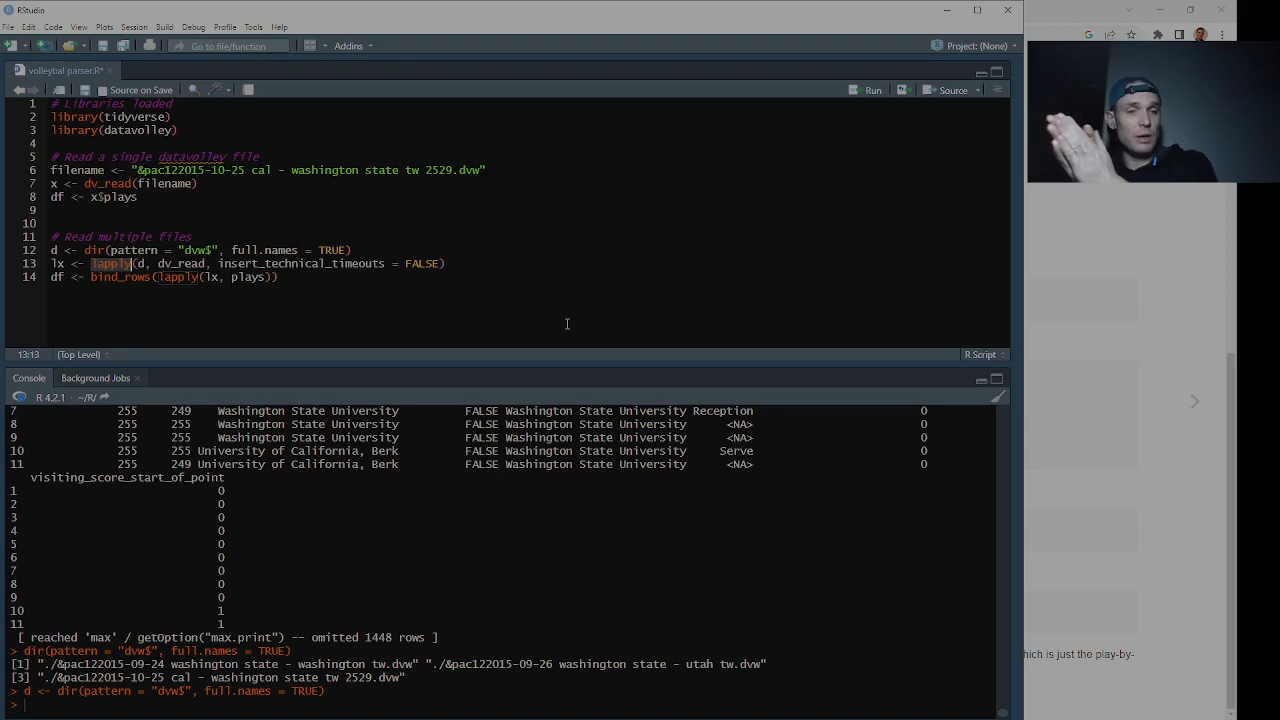 RStudio
File Edit Code View Plots Session Build Debug Profile Tools Help
Go to file/function Addins Project: (None)
volleybal parser.R*
Source on Save Run Source
1 # Libraries loaded
2 library(tidyverse)
3 library(datavolley)
4
5 # Read a single datavolley file
6 filename <- "&pac122015-10-25 cal - washington state tw 2529.dvw"
7 x <- dv_read(filename)
8 df <- x$plays
9
10
11 # Read multiple files
12 d <- dir(pattern = "dvw$", full.names = TRUE)
13 lx <- lapply(d, dv_read, insert_technical_timeouts = FALSE)
14 df <- bind_rows(lapply(lx, plays))
13:13 (Top Level) R Script
Console Background Jobs
R 4.2.1 · ~/R/
7 255 249 Washington State University FALSE Washington State University Reception 0
8 255 255 Washington State University FALSE Washington State University <NA> 0
9 255 255 Washington State University FALSE Washington State University <NA> 0
10 255 255 University of California, Berk FALSE Washington State University Serve 0
11 255 249 University of California, Berk FALSE Washington State University <NA> 0
visiting_score_start_of_point
1 0
2 0
3 0
4 0
5 0
6 0
7 0
8 0
9 0
10 1
11 1
[ reached 'max' / getOption("max.print") -- omitted 1448 rows ]
> dir(pattern = "dvw$", full.names = TRUE)
[1] "./&pac122015-09-24 washington state - washington tw.dvw" "./&pac122015-09-26 washington state - utah tw.dvw"
[3] "./&pac122015-10-25 cal - washington state tw 2529.dvw"
> d <- dir(pattern = "dvw$", full.names = TRUE)
>
hich is just the play-by-